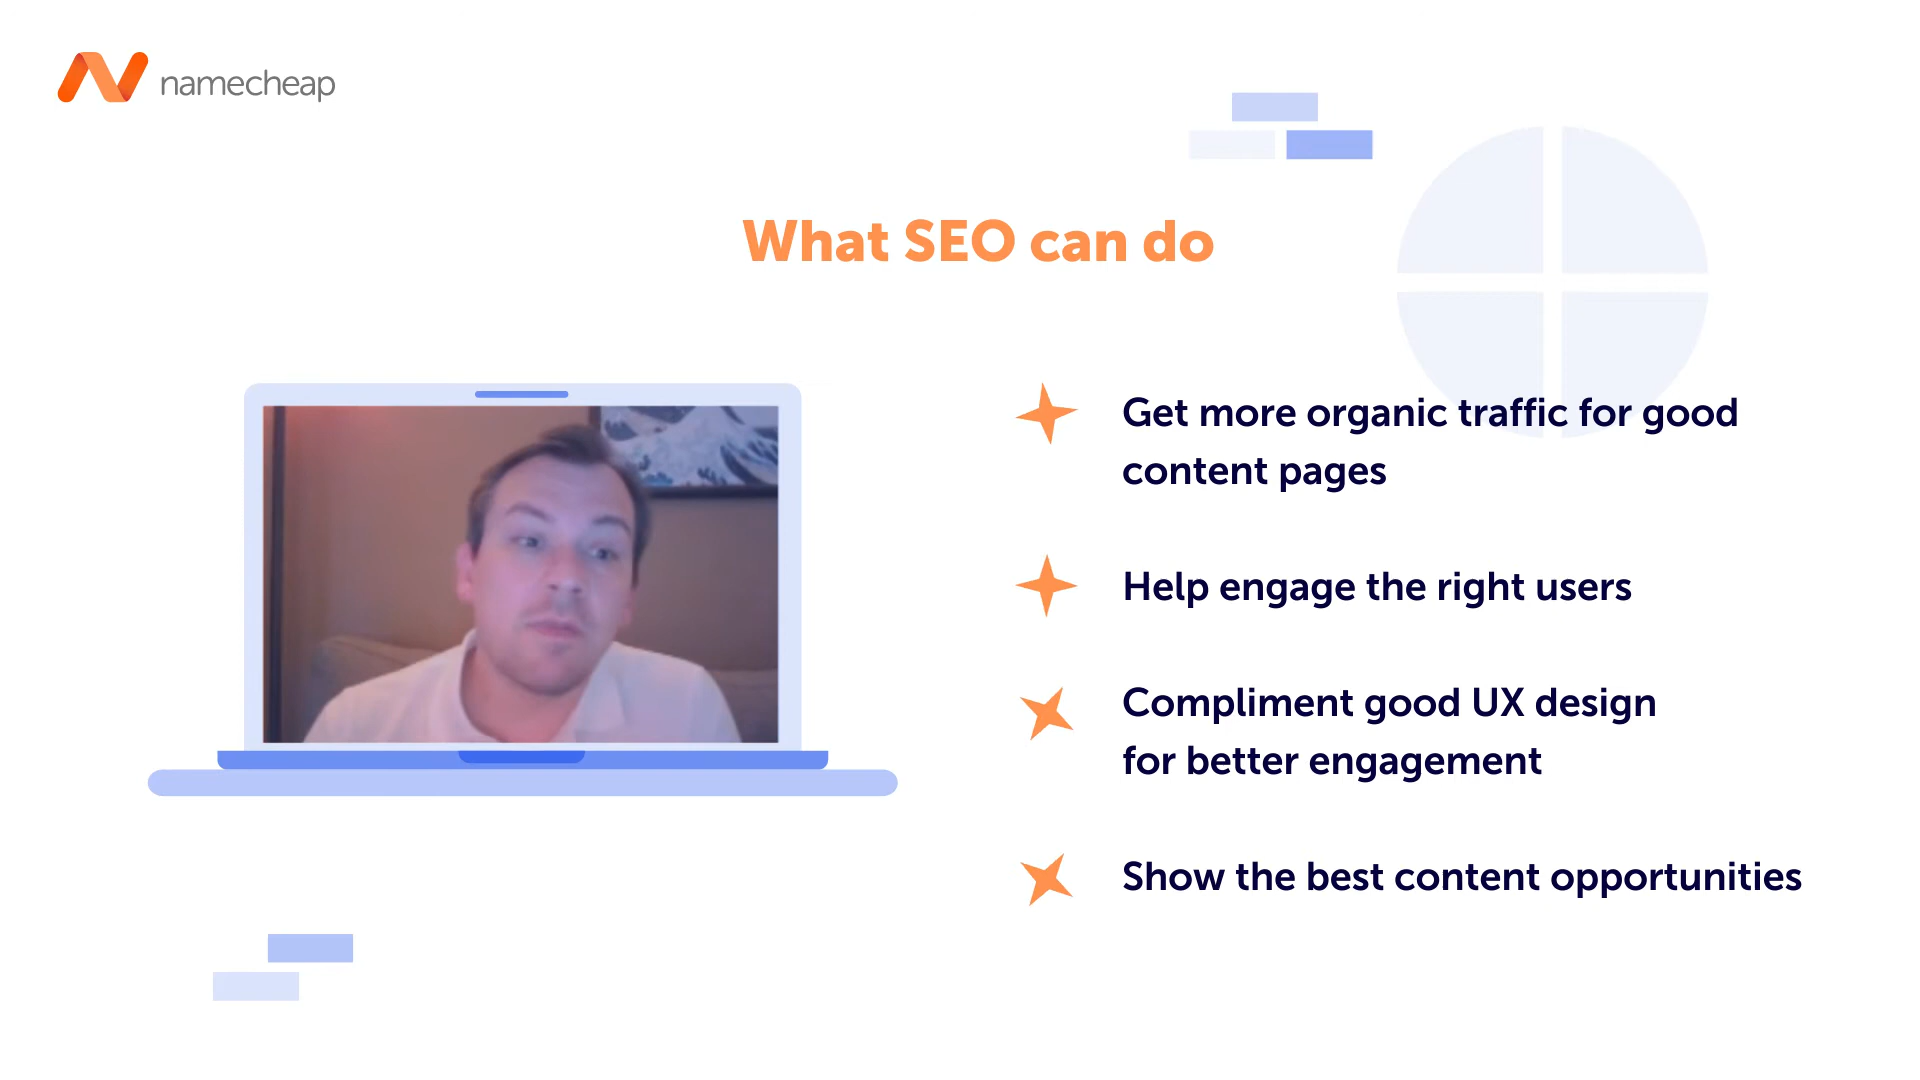 namecheap
What SEO can do
Get more organic traffic for good
content pages
Help engage the right users
Compliment good UX design
for better engagement
Show the best content opportunities